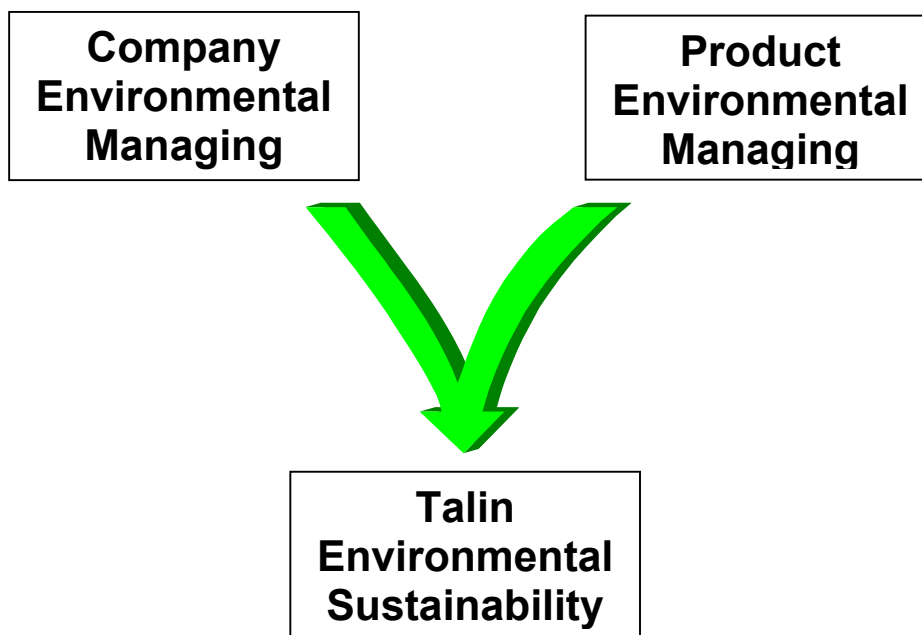 Company
Environmental
Managing
Product
Environmental
Managing
Talin
Environmental
Sustainability